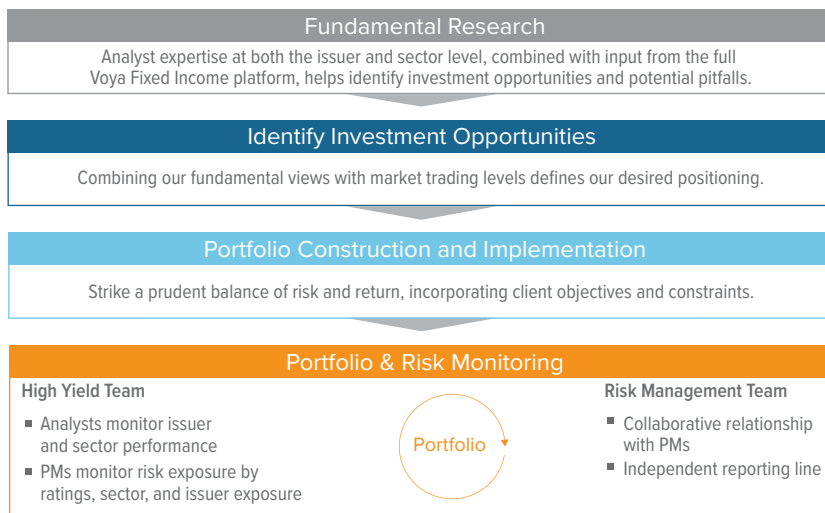 Fundamental Research
Analyst expertise at both the issuer and sector level, combined with input from the full
Voya Fixed Income platform, helps identify investment opportunities and potential pitfalls.
Identify Investment Opportunities
Combining our fundamental views with market trading levels defines our desired positioning.
Portfolio Construction and Implementation
Strike a prudent balance of risk and return, incorporating client objectives and constraints.
Portfolio & Risk Monitoring
High Yield Team
■ Analysts monitor issuer
and sector performance
■ PMs monitor risk exposure by
ratings, sector, and issuer exposure
Portfolio
Risk Management Team
■ Collaborative relationship
with PMs
■ Independent reporting line